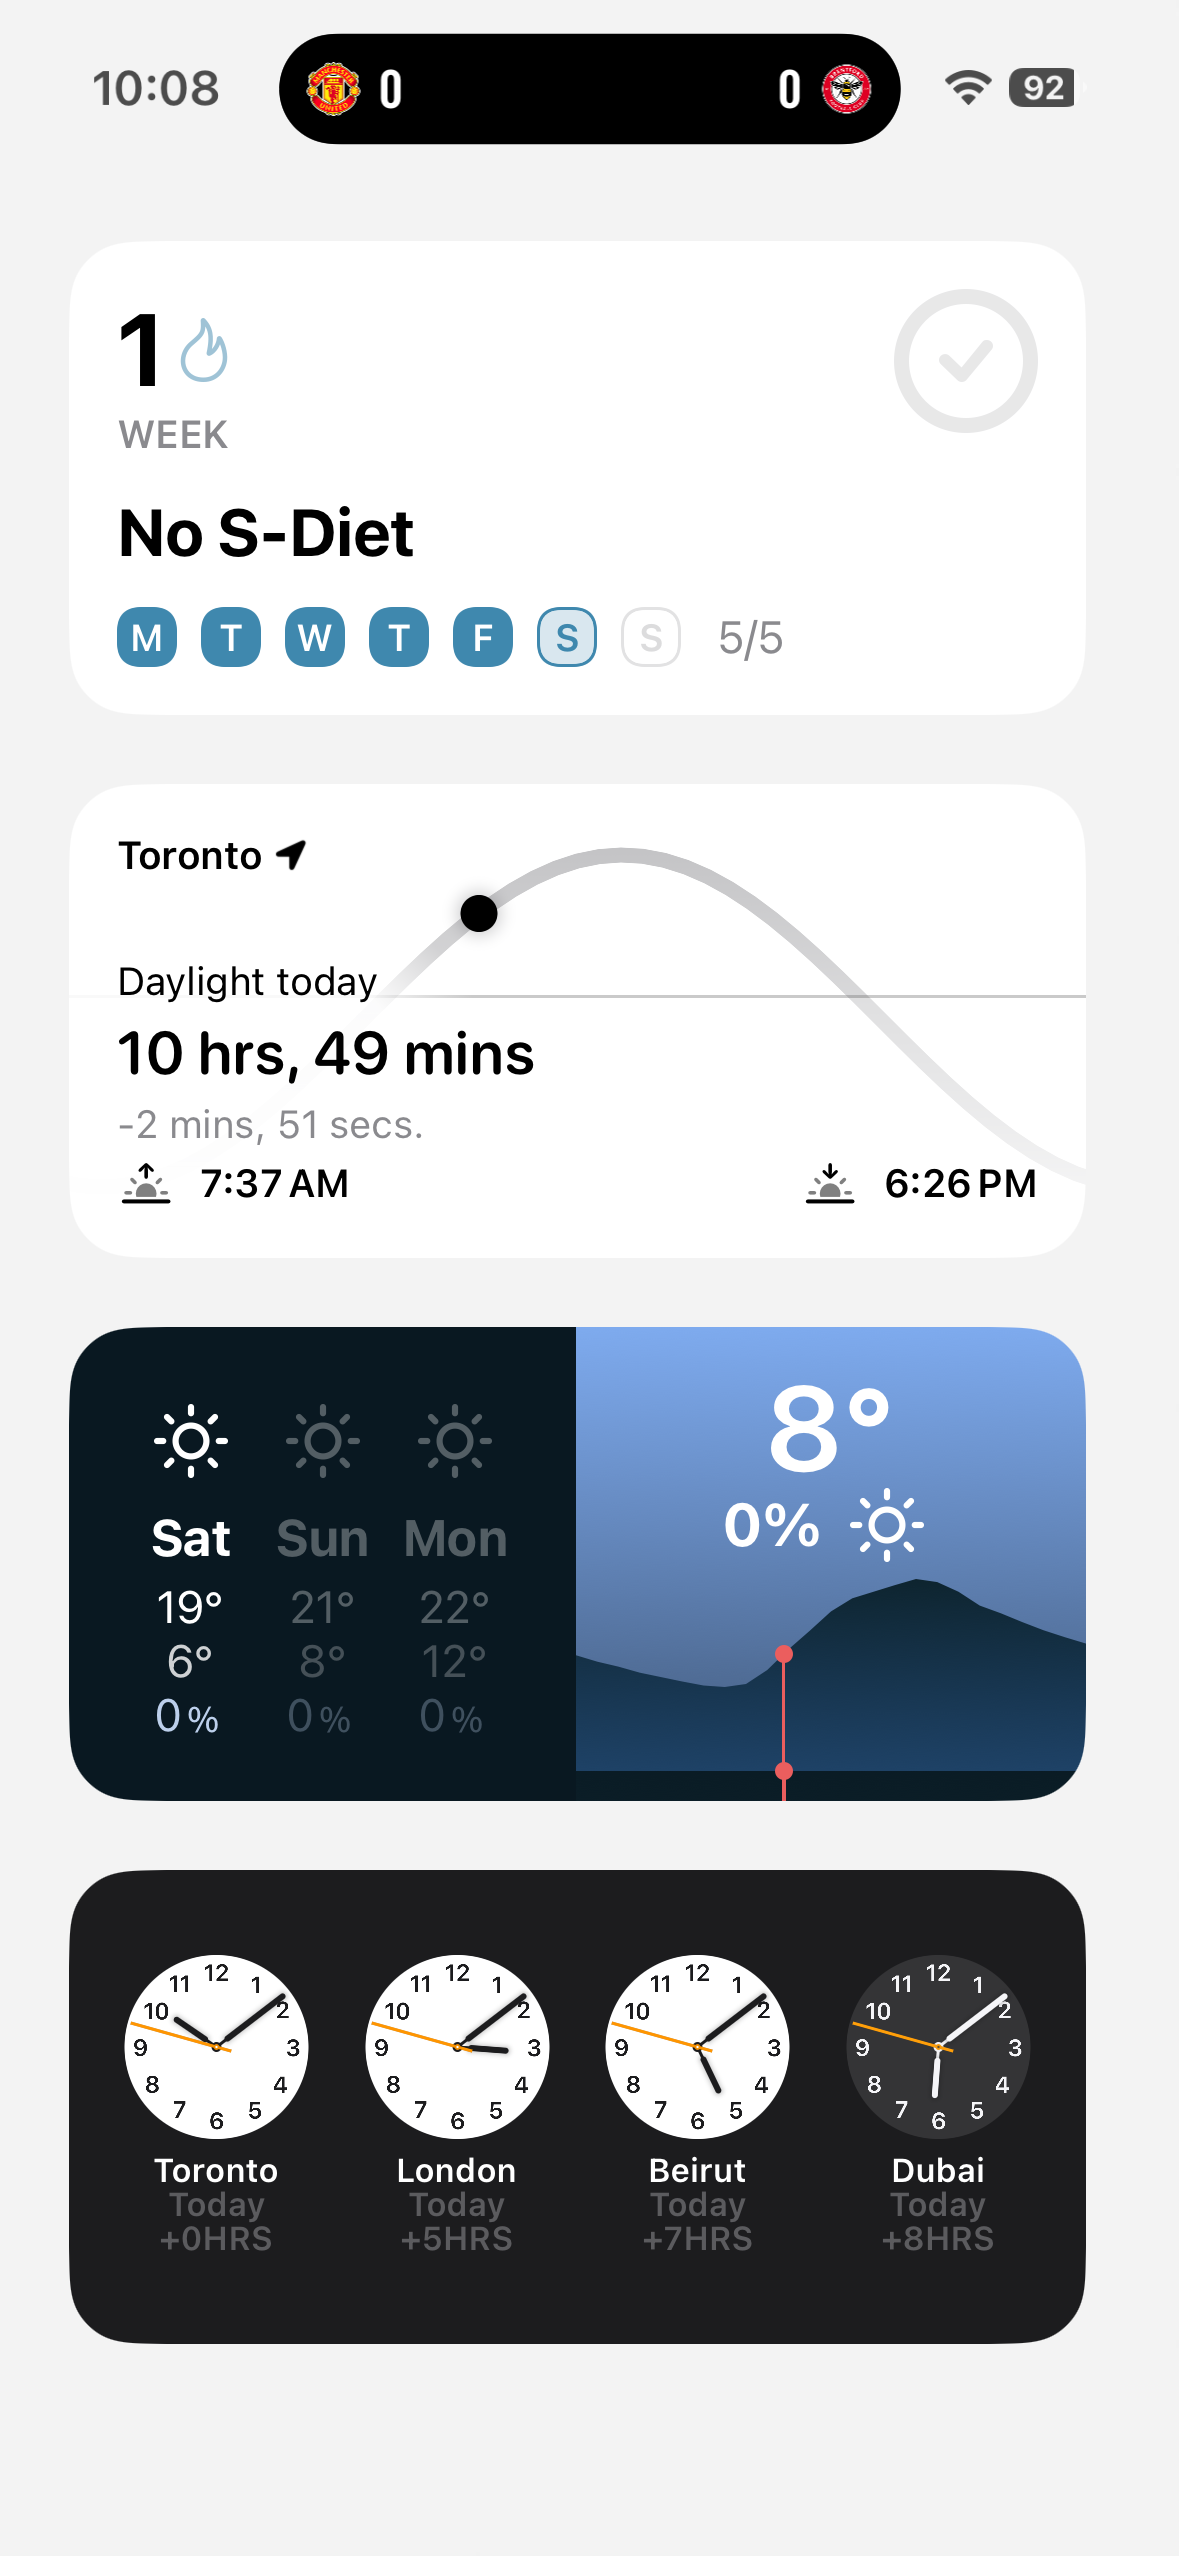 10:08
0
0
92
1
WEEK
No S-Diet
M T W T F S S 5/5
Toronto
Daylight today
10 hrs, 49 mins
-2 mins, 51 secs.
7:37 AM
6:26 PM
Sat Sun Mon
19° 21° 22°
6° 8° 12°
0% 0% 0%
8°
0%
12 1 2 3 4 5 6 7 8 9 10 11
12 1 2 3 4 5 6 7 8 9 10 11
12 1 2 3 4 5 6 7 8 9 10 11
12 1 2 3 4 5 6 7 8 9 10 11
Toronto London Beirut Dubai
Today Today Today Today
+0HRS +5HRS +7HRS +8HRS